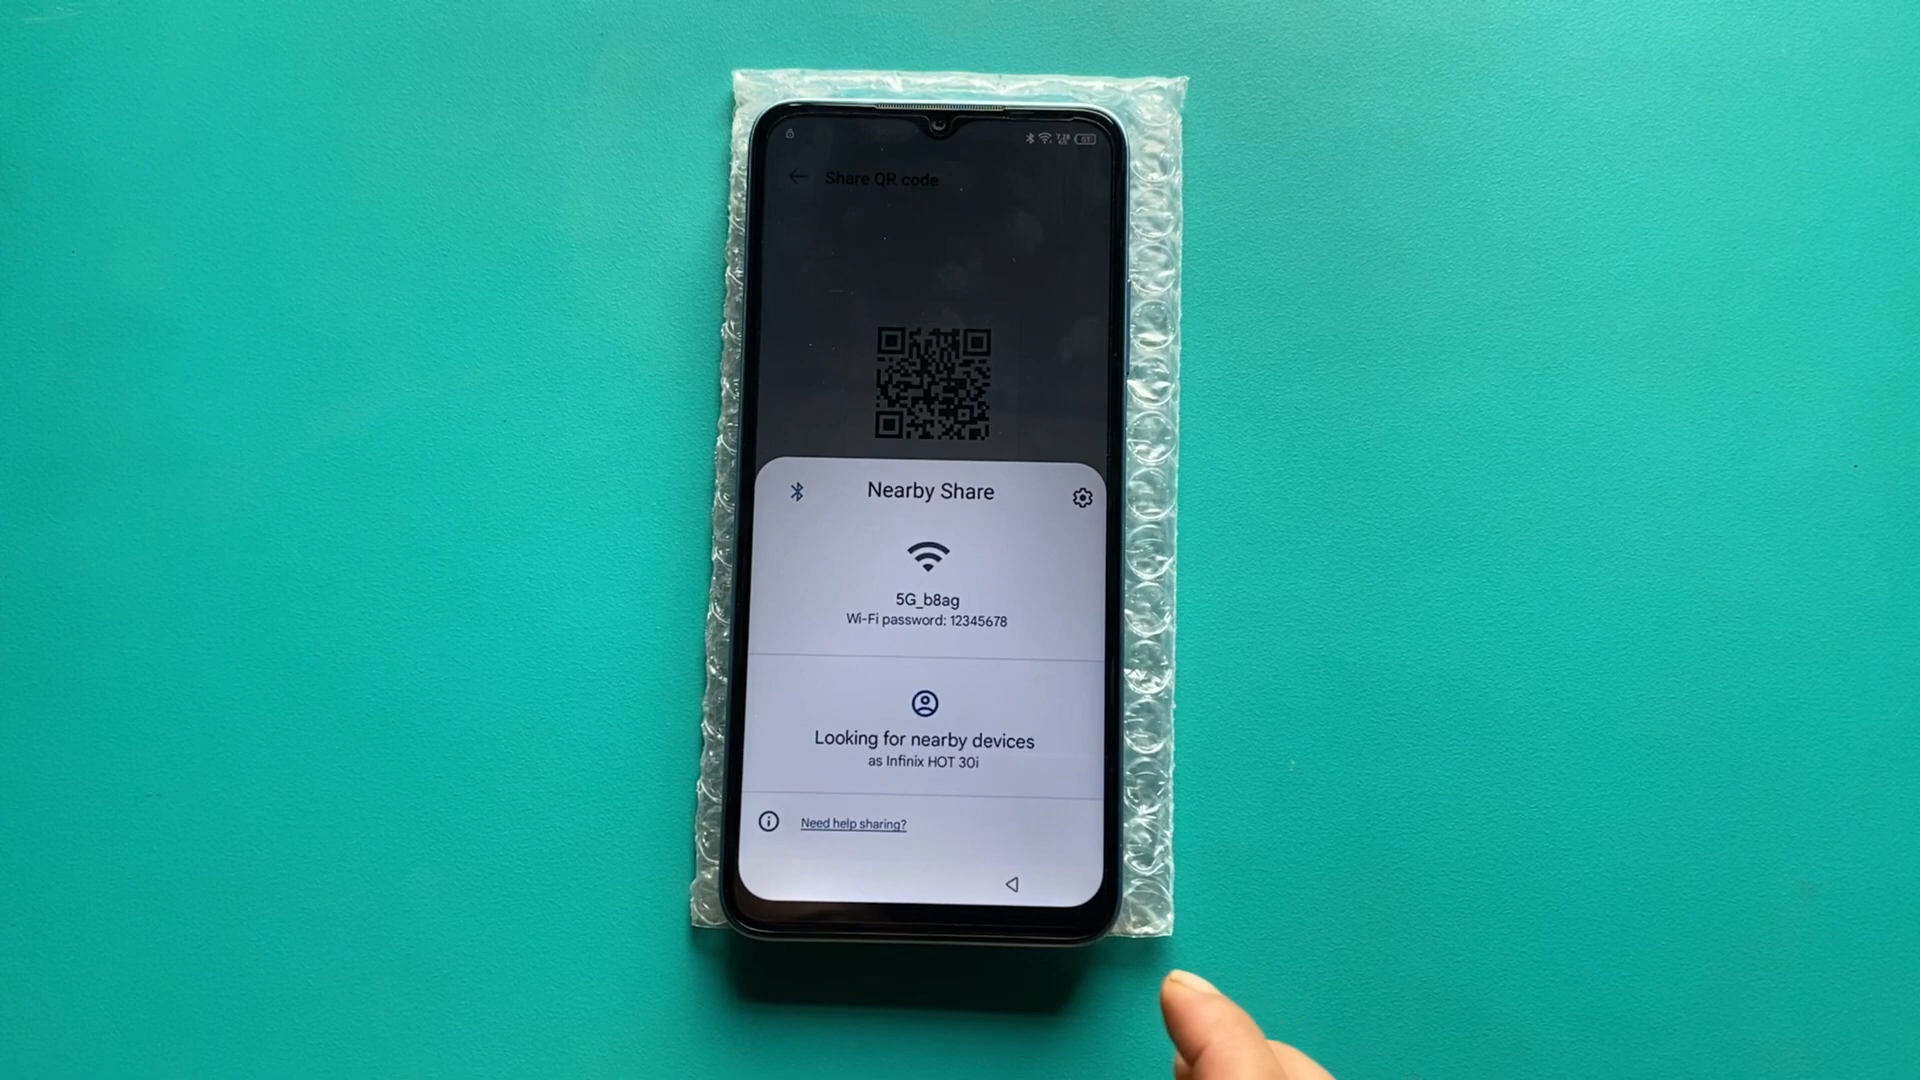 Share QR code
Nearby Share
5G_b8ag
Wi-Fi password: 12345678
Looking for nearby devices
as Infinix HOT 30i
Need help sharing?